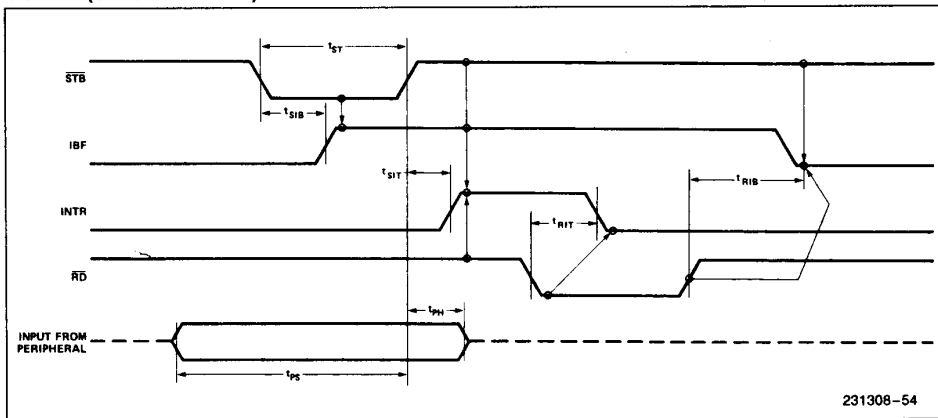 tST
STB
tSIB
IBF
tSIT
tRIB
INTR
tRIT
RD
tPH
INPUT FROM
PERIPHERAL
tPS
231308–54